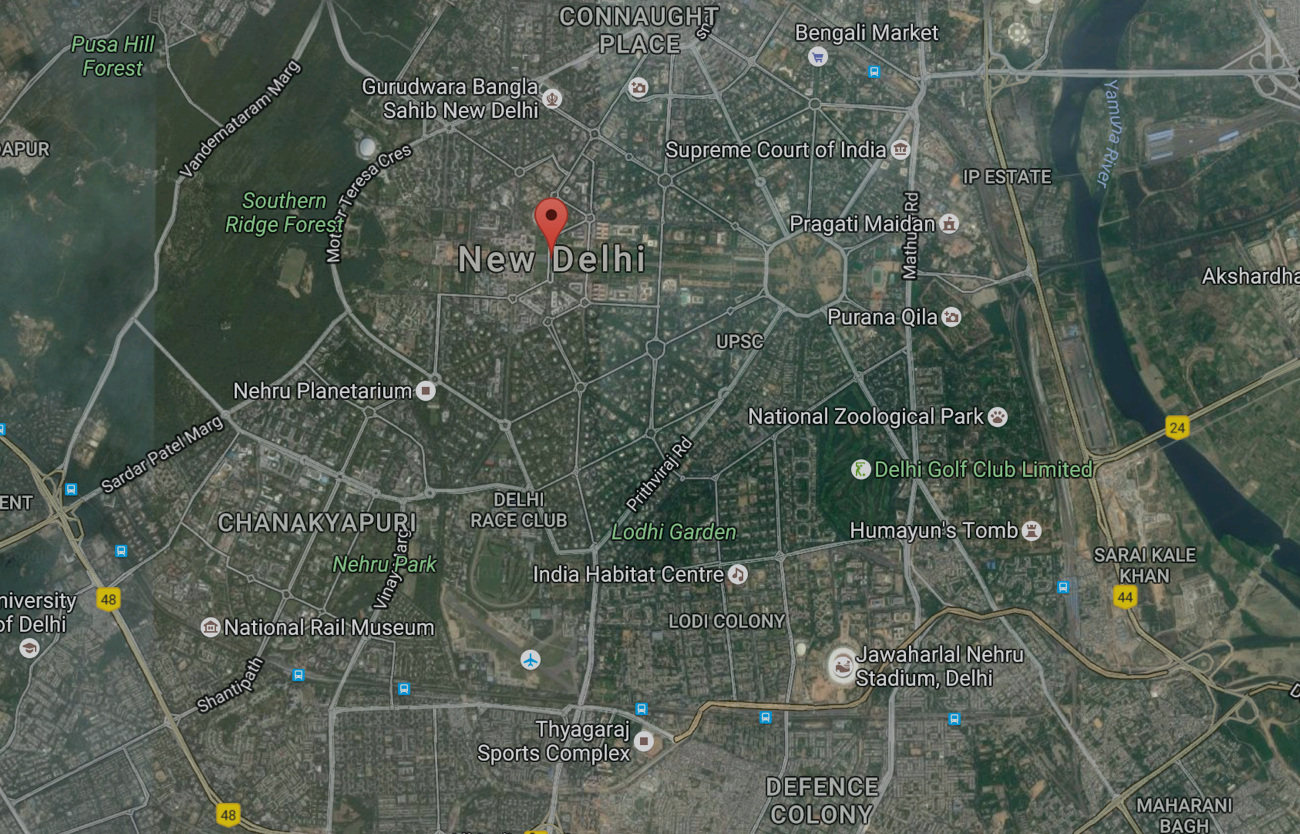 CONNAUGHT
PLACE
Bengali Market
Pusa Hill
Forest
Vandemataram Marg
Gurudwara Bangla
Sahib New Delhi
Yamuna River
APUR
Supreme Court of India
IP ESTATE
Southern
Ridge Forest
Teresa Cres
Pragati Maidan
New Delhi
Akshardha
Purana Qila
UPSC
Nehru Planetarium
National Zoological Park
24
Sardar Patel Marg
Prithviraj Rd
Delhi Golf Club Limited
ENT
DELHI
RACE CLUB
CHANAKYAPURI
Lodhi Garden
Humayun's Tomb
SARAI KALE
KHAN
Nehru Park
India Habitat Centre
48
44
niversity
of Delhi
National Rail Museum
LODI COLONY
Jawaharlal Nehru
Stadium, Delhi
Shantipath
Thyagaraj
Sports Complex
DEFENCE
COLONY
MAHARANI
BAGH
48